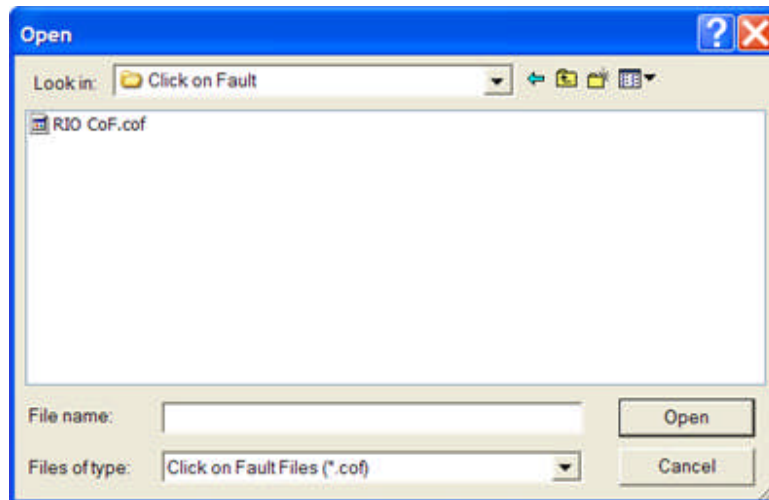 Open
Look in: Click on Fault
RIO CoF.cof
File name: Open
Files of type: Click on Fault Files (*.cof) Cancel